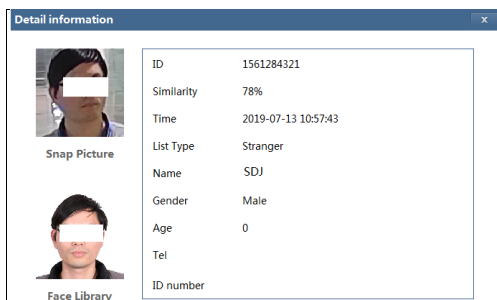 Detail information x
ID 1561284321
Similarity 78%
Time 2019-07-13 10:57:43
Snap Picture
List Type Stranger
Name SDJ
Gender Male
Age 0
Tel
ID number
Face Library